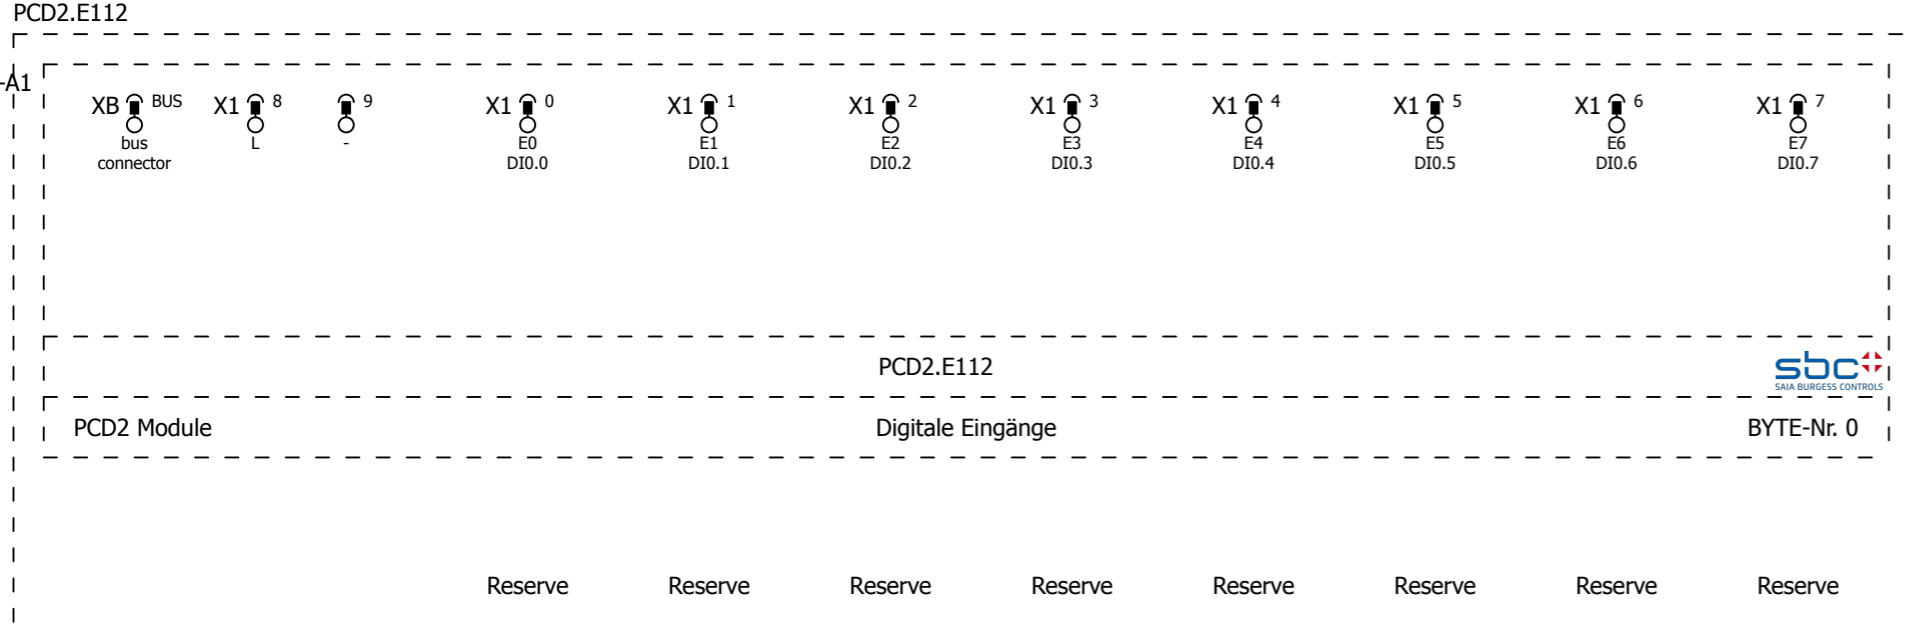 PCD2.E112
-A1
XB BUS X1 8 9 X1 0 X1 1 X1 2 X1 3 X1 4 X1 5 X1 6 X1 7
bus L - E0 E1 E2 E3 E4 E5 E6 E7
connector DI0.0 DI0.1 DI0.2 DI0.3 DI0.4 DI0.5 DI0.6 DI0.7
PCD2.E112
sbc
SAIA BURGESS CONTROLS
PCD2 Module Digitale Eingänge BYTE-Nr. 0
Reserve Reserve Reserve Reserve Reserve Reserve Reserve Reserve